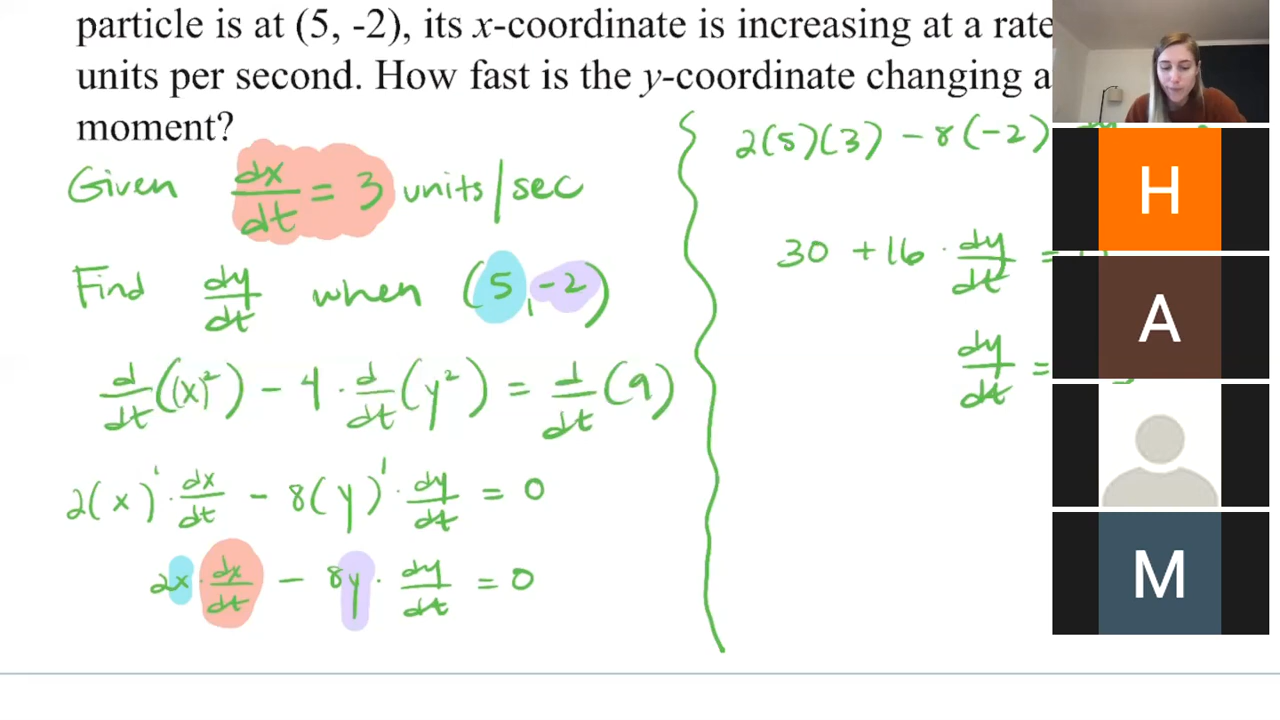 particle is at (5, -2), its x-coordinate is increasing at a rate
units per second. How fast is the y-coordinate changing a
moment?
Given dx/dt = 3 units/sec
Find dy/dt when (5, -2)
d/dt((x)²) - 4 · d/dt(y²) = d/dt(9)
2(x)¹ · dx/dt - 8(y)¹ · dy/dt = 0
2x · dx/dt - 8y · dy/dt = 0
2(5)(3) - 8(-2)
30 + 16 · dy/dt =
dy/dt =
H
A
M